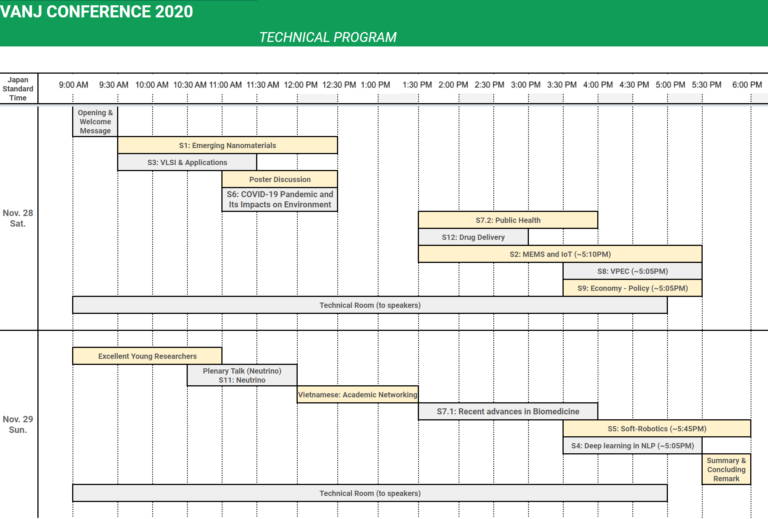 VANJ CONFERENCE 2020
TECHNICAL PROGRAM
Japan
Standard
Time
9:00 AM 9:30 AM 10:00 AM 10:30 AM 11:00 AM 11:30 AM 12:00 PM 12:30 PM 1:00 PM 1:30 PM 2:00 PM 2:30 PM 3:00 PM 3:30 PM 4:00 PM 4:30 PM 5:00 PM 5:30 PM 6:00 PM
Nov. 28
Sat.
Opening &
Welcome
Message
S1: Emerging Nanomaterials
S3: VLSI & Applications
Poster Discussion
S6: COVID-19 Pandemic and
Its Impacts on Environment
S7.2: Public Health
S12: Drug Delivery
S2: MEMS and IoT (~5:10PM)
S8: VPEC (~5:05PM)
S9: Economy - Policy (~5:05PM)
Technical Room (to speakers)
Nov. 29
Sun.
Excellent Young Researchers
Plenary Talk (Neutrino)
S11: Neutrino
Vietnamese: Academic Networking
S7.1: Recent advances in Biomedicine
S5: Soft-Robotics (~5:45PM)
S4: Deep learning in NLP (~5:05PM)
Summary &
Concluding
Remark
Technical Room (to speakers)